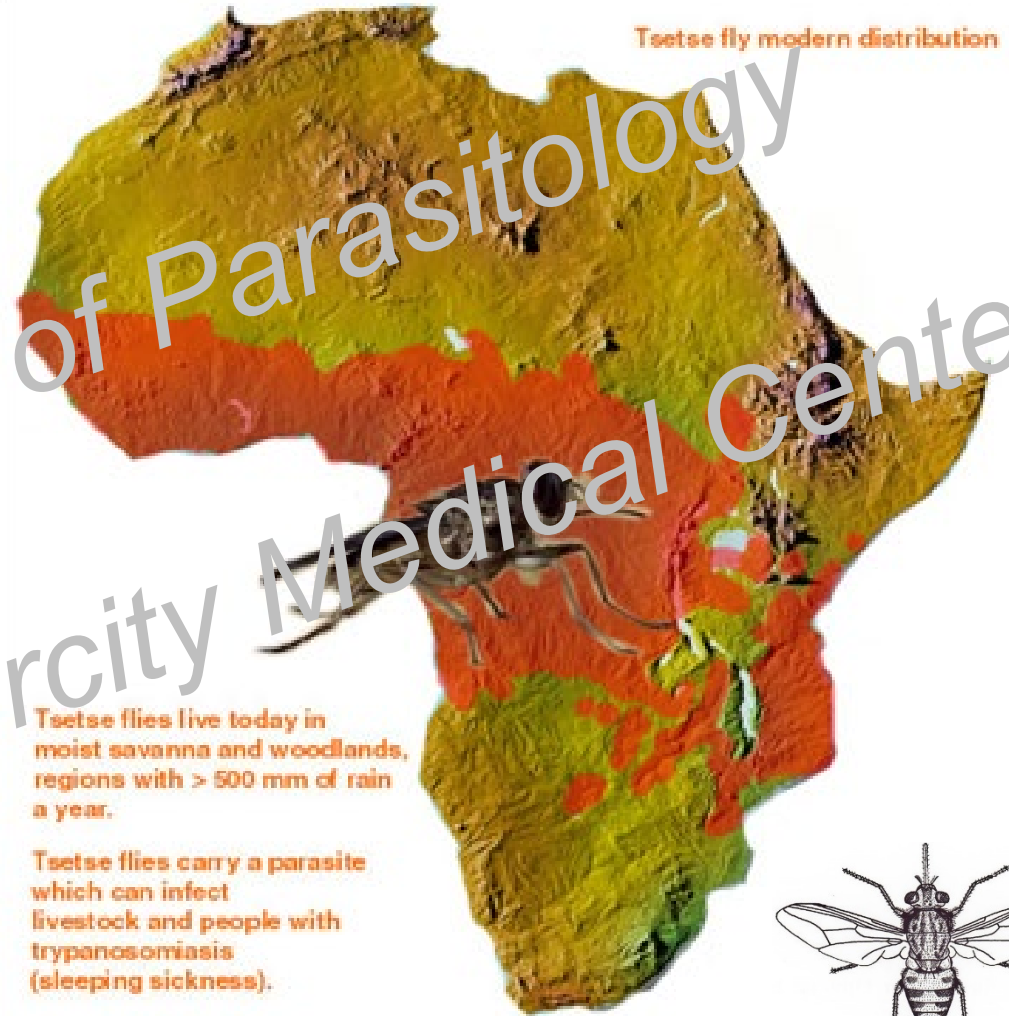 Tsetse fly modern distribution
of Parasitology
rcity Medical Cente
Tsetse flies live today in
moist savanna and woodlands,
regions with > 500 mm of rain
a year.
Tsetse flies carry a parasite
which can infect
livestock and people with
trypanosomiasis
(sleeping sickness).